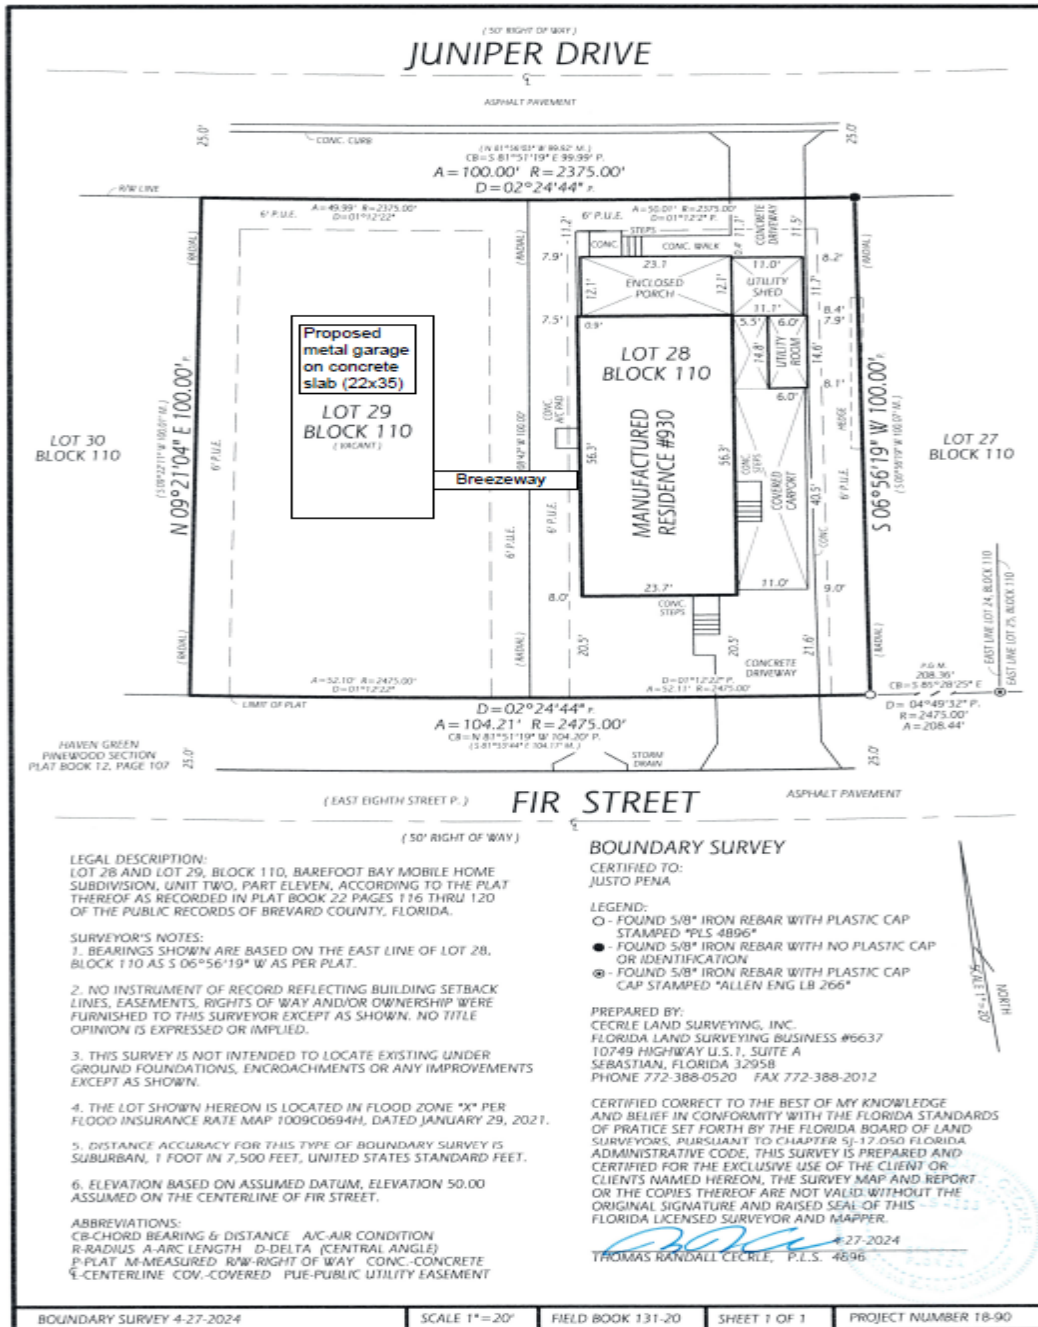 ( 50' RIGHT OF WAY )
JUNIPER DRIVE
ASPHALT PAVEMENT
25.0'
CONC. CURB
25.0'
CB=S 81°51'19" E 99.99' P.
A=100.00' R=2375.00'
D=02°24'44" P.
R/W LINE
A=49.99' R=2375.00'
D=01°12'22"
6' P.U.E.
A=50.01' R=2375.00'
D=01°12'2" P.
6' P.U.E.
11.2'
STEPS
CONC.
CONC. WALK
0.4'
11.1'
CONCRETE
DRIVEWAY
11.5'
( RADIAL )
( RADIAL )
( RADIAL )
7.9'
23.1
11.0'
8.2'
12.1'
ENCLOSED
PORCH
12.1'
UTILITY
SHED
11.7'
11.1'
8.4'
7.9'
7.5'
0.9'
5.5'
6.0'
14.8'
UTILITY
ROOM
14.6'
Proposed
metal garage
on concrete
slab (22x35)
LOT 28
BLOCK 110
LOT 29
BLOCK 110
( VACANT )
8.1'
6.0'
HEDGE
LOT 30
BLOCK 110
LOT 27
BLOCK 110
N 09°21'04" E 100.00' P.
(S 09°22'11" W 100.01' M.)
6' P.U.E.
CONC.
A/C PAD
56.3'
MANUFACTURED
RESIDENCE #930
56.3'
CONC.
STEPS
COVERED
CARPORT
40.5'
CONC.
6' P.U.E.
S 06°56'19" W 100.00' P.
Breezeway
6' P.U.E.
6' P.U.E.
8.0'
23.7'
11.0'
9.0'
CONC.
STEPS
EAST LINE LOT 24, BLOCK 110
EAST LINE LOT 25, BLOCK 110
( RADIAL )
( RADIAL )
20.5'
20.5'
21.6'
( RADIAL )
CONCRETE
DRIVEWAY
A=52.10' R=2475.00'
D=01°12'22"
D=01°12'22" P.
A=52.11' R=2475.00'
P.G.M.
208.36'
CB=S 85°28'25" E
D= 04°49'32" P.
R=2475.00'
A=208.44'
LIMIT OF PLAT
D=02°24'44" P.
A=104.21' R=2475.00'
CB=N 81°51'19" W 104.20' P.
(S 81°53'44" E 104.17' M.)
HAVEN GREEN
PINEWOOD SECTION
PLAT BOOK 12, PAGE 107
25.0'
STORM
DRAIN
25.0'
( EAST EIGHTH STREET P. )
FIR STREET
ASPHALT PAVEMENT
( 50' RIGHT OF WAY )
LEGAL DESCRIPTION:
LOT 28 AND LOT 29, BLOCK 110, BAREFOOT BAY MOBILE HOME
SUBDIVISION, UNIT TWO, PART ELEVEN, ACCORDING TO THE PLAT
THEREOF AS RECORDED IN PLAT BOOK 22 PAGES 116 THRU 120
OF THE PUBLIC RECORDS OF BREVARD COUNTY, FLORIDA.
SURVEYOR'S NOTES:
1. BEARINGS SHOWN ARE BASED ON THE EAST LINE OF LOT 28,
BLOCK 110 AS S 06°56'19" W AS PER PLAT.
2. NO INSTRUMENT OF RECORD REFLECTING BUILDING SETBACK
LINES, EASEMENTS, RIGHTS OF WAY AND/OR OWNERSHIP WERE
FURNISHED TO THIS SURVEYOR EXCEPT AS SHOWN. NO TITLE
OPINION IS EXPRESSED OR IMPLIED.
3. THIS SURVEY IS NOT INTENDED TO LOCATE EXISTING UNDER
GROUND FOUNDATIONS, ENCROACHMENTS OR ANY IMPROVEMENTS
EXCEPT AS SHOWN.
4. THE LOT SHOWN HEREON IS LOCATED IN FLOOD ZONE "X" PER
FLOOD INSURANCE RATE MAP 1009C0694H, DATED JANUARY 29, 2021.
5. DISTANCE ACCURACY FOR THIS TYPE OF BOUNDARY SURVEY IS
SUBURBAN, 1 FOOT IN 7,500 FEET, UNITED STATES STANDARD FEET.
6. ELEVATION BASED ON ASSUMED DATUM, ELEVATION 50.00
ASSUMED ON THE CENTERLINE OF FIR STREET.
ABBREVIATIONS:
CB-CHORD BEARING & DISTANCE A/C-AIR CONDITION
R-RADIUS A-ARC LENGTH D-DELTA (CENTRAL ANGLE)
P-PLAT M-MEASURED R/W-RIGHT OF WAY CONC.-CONCRETE
℄-CENTERLINE COV.-COVERED PUE-PUBLIC UTILITY EASEMENT
BOUNDARY SURVEY
CERTIFIED TO:
JUSTO PENA
LEGEND:
- FOUND 5/8" IRON REBAR WITH PLASTIC CAP
STAMPED "PLS 4896"
- FOUND 5/8" IRON REBAR WITH NO PLASTIC CAP
OR IDENTIFICATION
- FOUND 5/8" IRON REBAR WITH PLASTIC CAP
CAP STAMPED "ALLEN ENG LB 266"
NORTH
SCALE 1"=20'
PREPARED BY:
CECRLE LAND SURVEYING, INC.
FLORIDA LAND SURVEYING BUSINESS #6637
10749 HIGHWAY U.S.1, SUITE A
SEBASTIAN, FLORIDA 32958
PHONE 772-388-0520 FAX 772-388-2012
CERTIFIED CORRECT TO THE BEST OF MY KNOWLEDGE
AND BELIEF IN CONFORMITY WITH THE FLORIDA STANDARDS
OF PRATICE SET FORTH BY THE FLORIDA BOARD OF LAND
SURVEYORS, PURSUANT TO CHAPTER 5J-17.050 FLORIDA
ADMINISTRATIVE CODE, THIS SURVEY IS PREPARED AND
CERTIFIED FOR THE EXCLUSIVE USE OF THE CLIENT OR
CLIENTS NAMED HEREON, THE SURVEY MAP AND REPORT
OR THE COPIES THEREOF ARE NOT VALID WITHOUT THE
ORIGINAL SIGNATURE AND RAISED SEAL OF THIS
FLORIDA LICENSED SURVEYOR AND MAPPER.
4-27-2024
THOMAS RANDALL CECRLE, P.L.S. 4896
BOUNDARY SURVEY 4-27-2024
SCALE 1"=20'
FIELD BOOK 131-20
SHEET 1 OF 1
PROJECT NUMBER 18-90